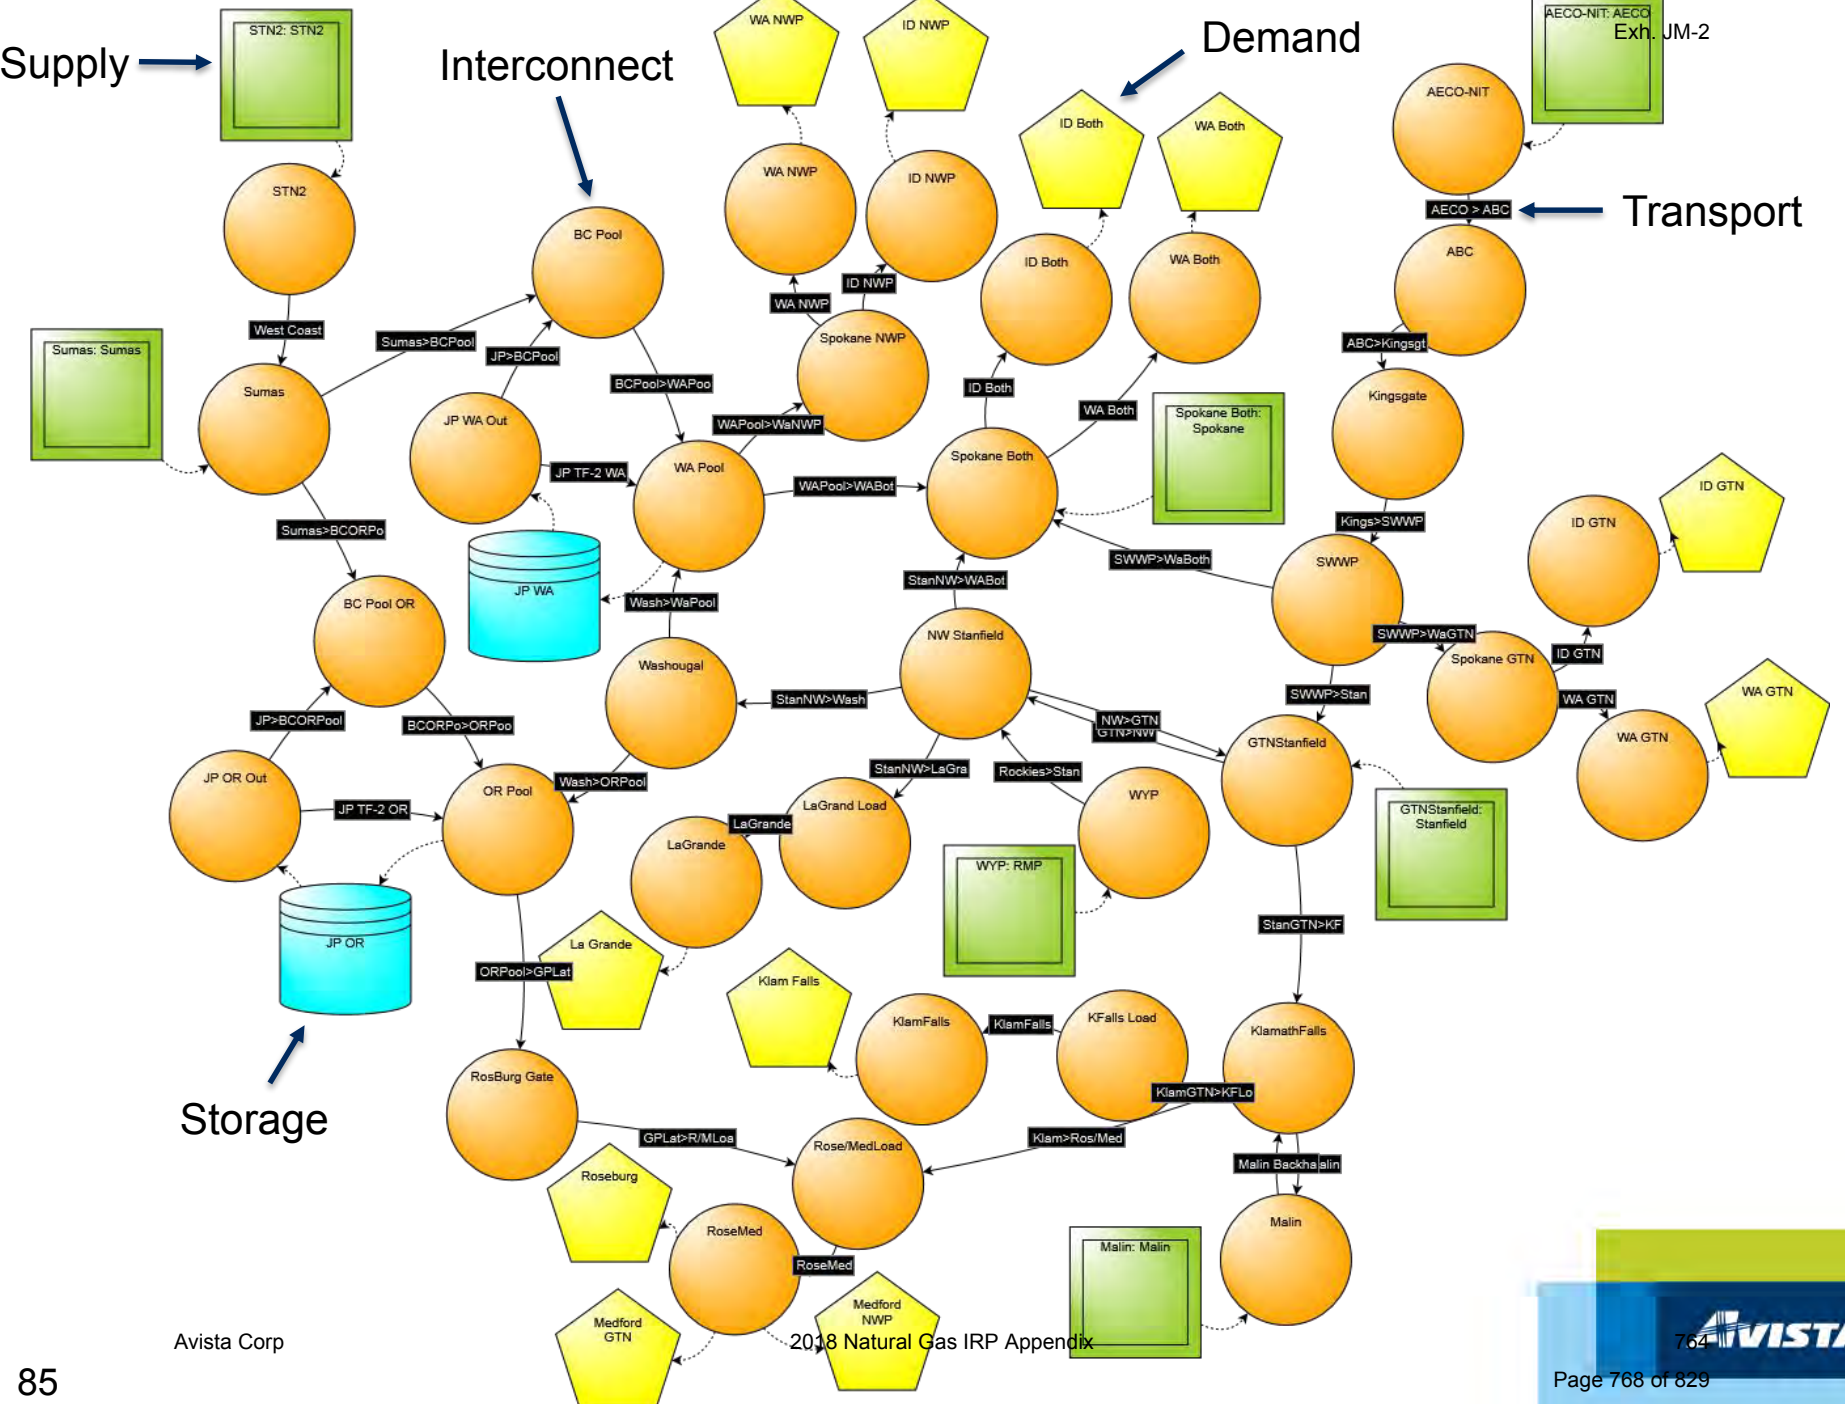 STN2: STN2
WA NWP
ID NWP
AECO-NIT: AECO
Exh. JM-2
Supply
Interconnect
Demand
ID Both
WA Both
AECO-NIT
Transport
AECO > ABC
STN2
WA NWP
ID NWP
BC Pool
ID Both
WA Both
ABC
West Coast
Sumas>BCPool
JP>BCPool
WA NWP
ID NWP
Spokane NWP
ABC>Kingsgt
Sumas: Sumas
Sumas
BCPool>WAPoo
ID Both
WA Both
Kingsgate
JP WA Out
WAPool>WaNWP
Spokane Both:
Spokane
JP TF-2 WA
WA Pool
Spokane Both
WAPool>WABot
ID GTN
Sumas>BCORPo
Kings>SWWP
ID GTN
SWWP>WaBoth
SWWP
StanNW>WABot
JP WA
Wash>WaPool
BC Pool OR
NW Stanfield
SWWP>WaGTN
Spokane GTN
ID GTN
Washougal
SWWP>Stan
WA GTN
WA GTN
StanNW>Wash
JP>BCORPool
BCORPo>ORPoo
NW>GTN
GTN>NW
GTNStanfield
WA GTN
StanNW>LaGra
Rockies>Stan
JP OR Out
Wash>ORPool
OR Pool
WYP
JP TF-2 OR
LaGrand Load
LaGrande
LaGrande
GTNStanfield:
Stanfield
WYP: RMP
StanGTN>KF
JP OR
La Grande
ORPool>GPLat
Klam Falls
KlamFalls
KlamFalls
KFalls Load
KlamathFalls
RosBurg Gate
KlamGTN>KFLo
Storage
GPLat>R/MLoa
Rose/MedLoad
Klam>Ros/Med
Malin Backha
alin
Roseburg
RoseMed
Malin
Malin: Malin
RoseMed
Medford
NWP
Medford
GTN
Avista Corp
2018 Natural Gas IRP Appendix
764
AVISTA
85
Page 768 of 829